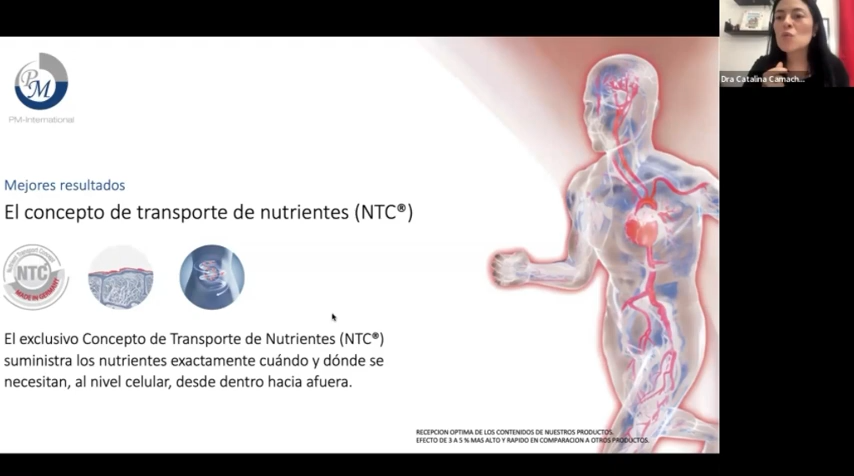 Dra Catalina Camach...
PM
PM-International
Mejores resultados
El concepto de transporte de nutrientes (NTC®)
Nutrient Transport Concept
NTC
MADE IN GERMANY
El exclusivo Concepto de Transporte de Nutrientes (NTC®)
suministra los nutrientes exactamente cuándo y dónde se
necesitan, al nivel celular, desde dentro hacia afuera.
RECEPCION OPTIMA DE LOS CONTENIDOS DE NUESTROS PRODUCTOS.
EFECTO DE 3 A 5 % MAS ALTO Y RAPIDO EN COMPARACION A OTROS PRODUCTOS.